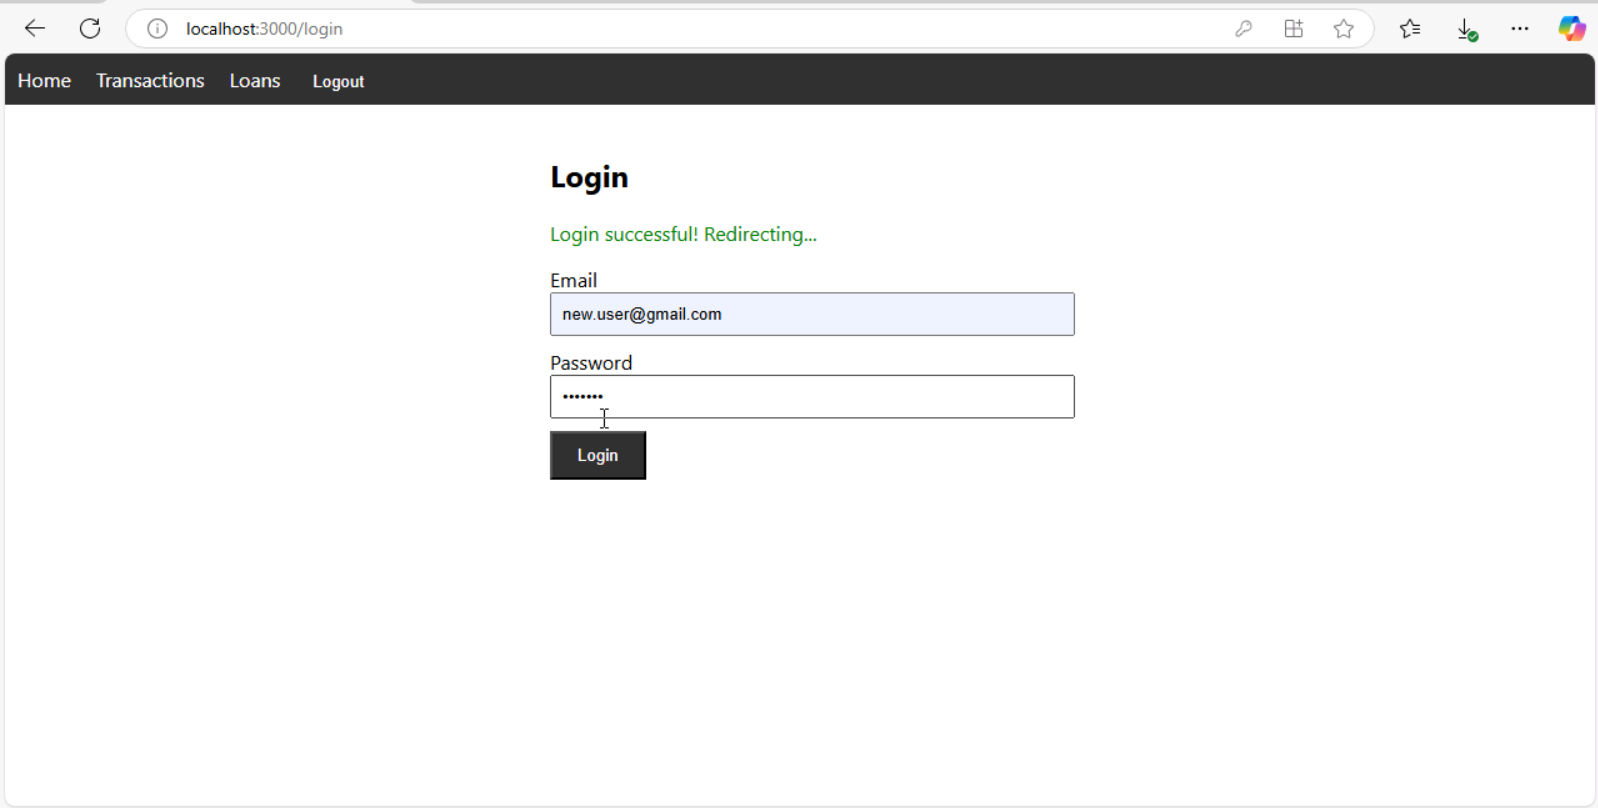 localhost:3000/login
Home Transactions Loans Logout
Login
Login successful! Redirecting...
Email
new.user@gmail.com
Password
•••••••
Login